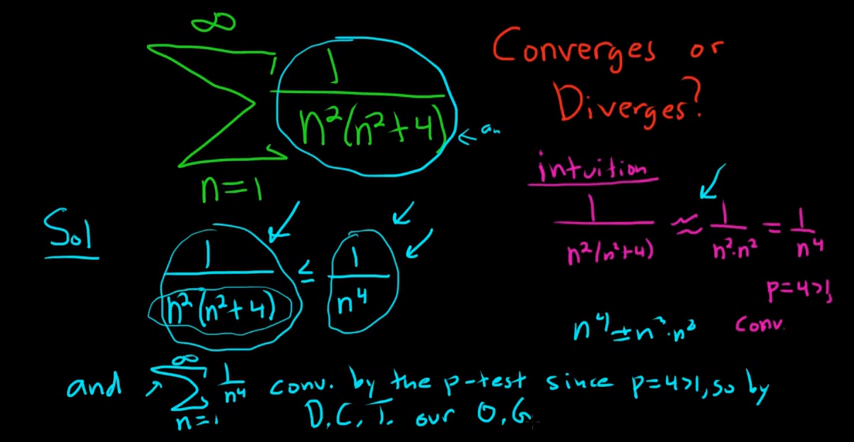 ∞
Σ 1/(n²(n²+4)) ← aₙ
n=1
Converges or
Diverges?
intuition
1/(n²(n²+4)) ≈ 1/(n²·n²) = 1/n⁴
p=4>1,
conv.
Sol
1/(n²(n²+4)) ≤ 1/n⁴
n⁴ = n²·n²
and ∞ Σ n=1 1/n⁴ conv. by the p-test since p=4>1, so by
D.C.T. our O.G